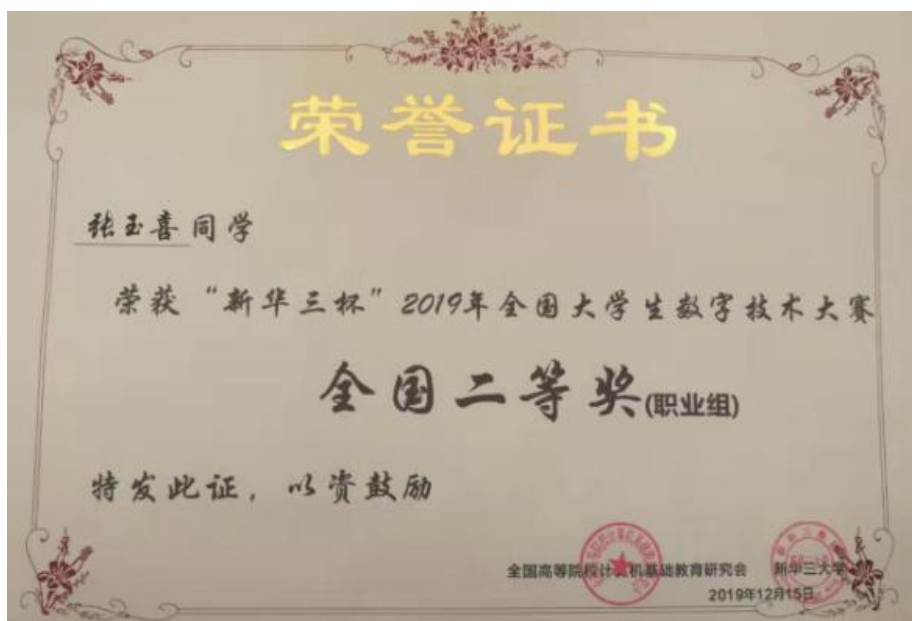 荣誉证书
张玉喜同学
荣获“新华三杯”2019年全国大学生数字技术大赛
全国二等奖(职业组)
特发此证，以资鼓励
全国高等院校计算机基础教育研究会 新华三大学
2019年12月15日